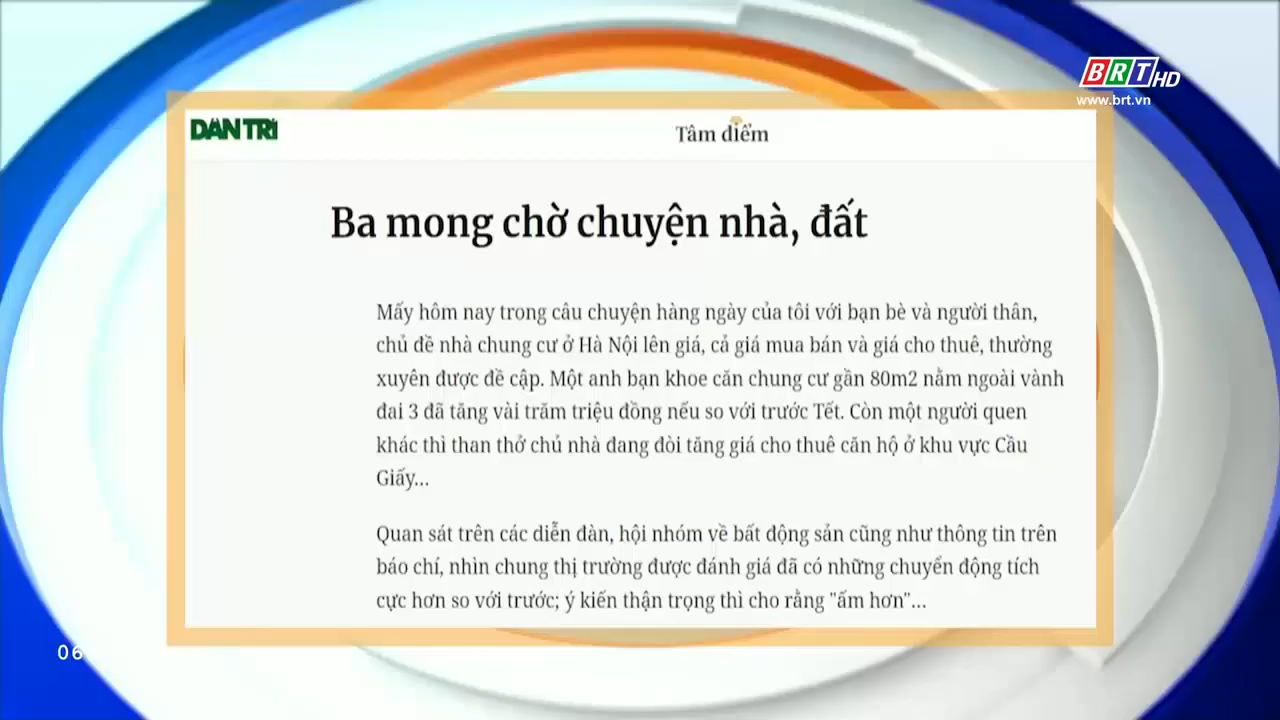 BRT HD
www.brt.vn
DÂN TRÍ
Tâm điểm
Ba mong chờ chuyện nhà, đất
Mấy hôm nay trong câu chuyện hàng ngày của tôi với bạn bè và người thân,
chủ đề nhà chung cư ở Hà Nội lên giá, cả giá mua bán và giá cho thuê, thường
xuyên được đề cập. Một anh bạn khoe căn chung cư gần 80m2 nằm ngoài vành
đai 3 đã tăng vài trăm triệu đồng nếu so với trước Tết. Còn một người quen
khác thì than thở chủ nhà đang đòi tăng giá cho thuê căn hộ ở khu vực Cầu
Giấy...
Quan sát trên các diễn đàn, hội nhóm về bất động sản cũng như thông tin trên
báo chí, nhìn chung thị trường được đánh giá đã có những chuyển động tích
cực hơn so với trước; ý kiến thận trọng thì cho rằng "ấm hơn"...
06